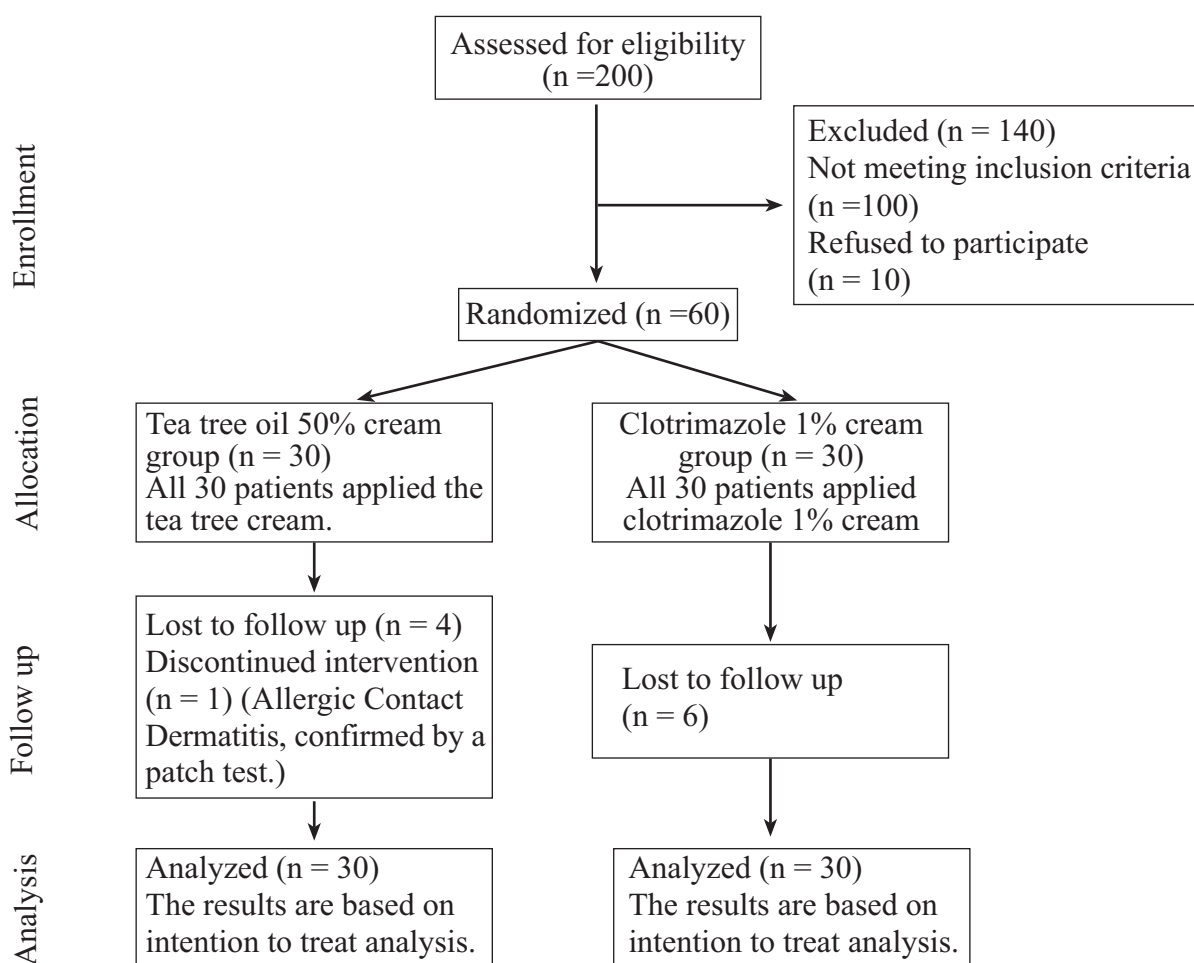 Assessed for eligibility
(n =200)
Enrollment
Excluded (n = 140)
Not meeting inclusion criteria
(n =100)
Refused to participate
(n = 10)
Randomized (n =60)
Allocation
Tea tree oil 50% cream
group (n = 30)
All 30 patients applied the
tea tree cream.
Clotrimazole 1% cream
group (n = 30)
All 30 patients applied
clotrimazole 1% cream
Follow up
Lost to follow up (n = 4)
Discontinued intervention
(n = 1) (Allergic Contact
Dermatitis, confirmed by a
patch test.)
Lost to follow up
(n = 6)
Analysis
Analyzed (n = 30)
The results are based on
intention to treat analysis.
Analyzed (n = 30)
The results are based on
intention to treat analysis.